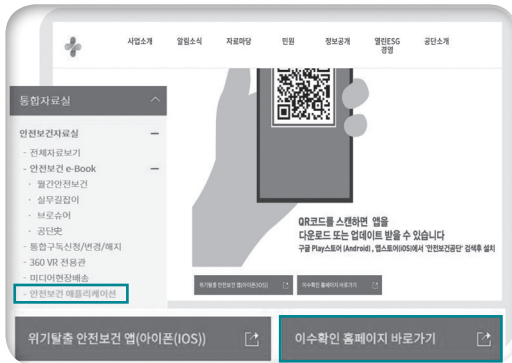 사업소개 알림소식 자료마당 민원 정보공개 열린ESG 공단소개
경영
통합자료실
안전보건자료실
- 전체자료보기
- 안전보건 e-Book
· 월간안전보건
· 실무길잡이
· 브로슈어
· 공단史
- 통합구독신청/변경/해지
- 360 VR 전용관
- 미디어현장배송
- 안전보건 애플리케이션
QR코드를 스캔하면 앱을
다운로드 또는 업데이트 받을 수 있습니다
구글 Play스토어 (Android) , 앱스토어(iOS)에서 '안전보건공단' 검색후 설치
위기탈출 안전보건 앱(아이폰(IOS))
이수확인 홈페이지 바로가기
위기탈출 안전보건 앱(아이폰(IOS))
이수확인 홈페이지 바로가기